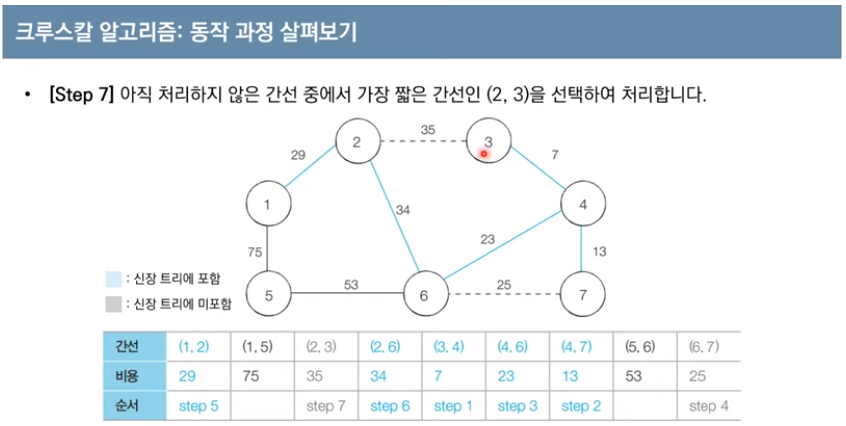 크루스칼 알고리즘: 동작 과정 살펴보기
• [Step 7] 아직 처리하지 않은 간선 중에서 가장 짧은 간선인 (2, 3)을 선택하여 처리합니다.
35
2
3
29
7
1
4
34
23
75
13
: 신장 트리에 포함
53
25
5
6
7
: 신장 트리에 미포함
간선 (1, 2) (1, 5) (2, 3) (2, 6) (3, 4) (4, 6) (4, 7) (5, 6) (6, 7)
비용 29 75 35 34 7 23 13 53 25
순서 step 5 step 7 step 6 step 1 step 3 step 2 step 4